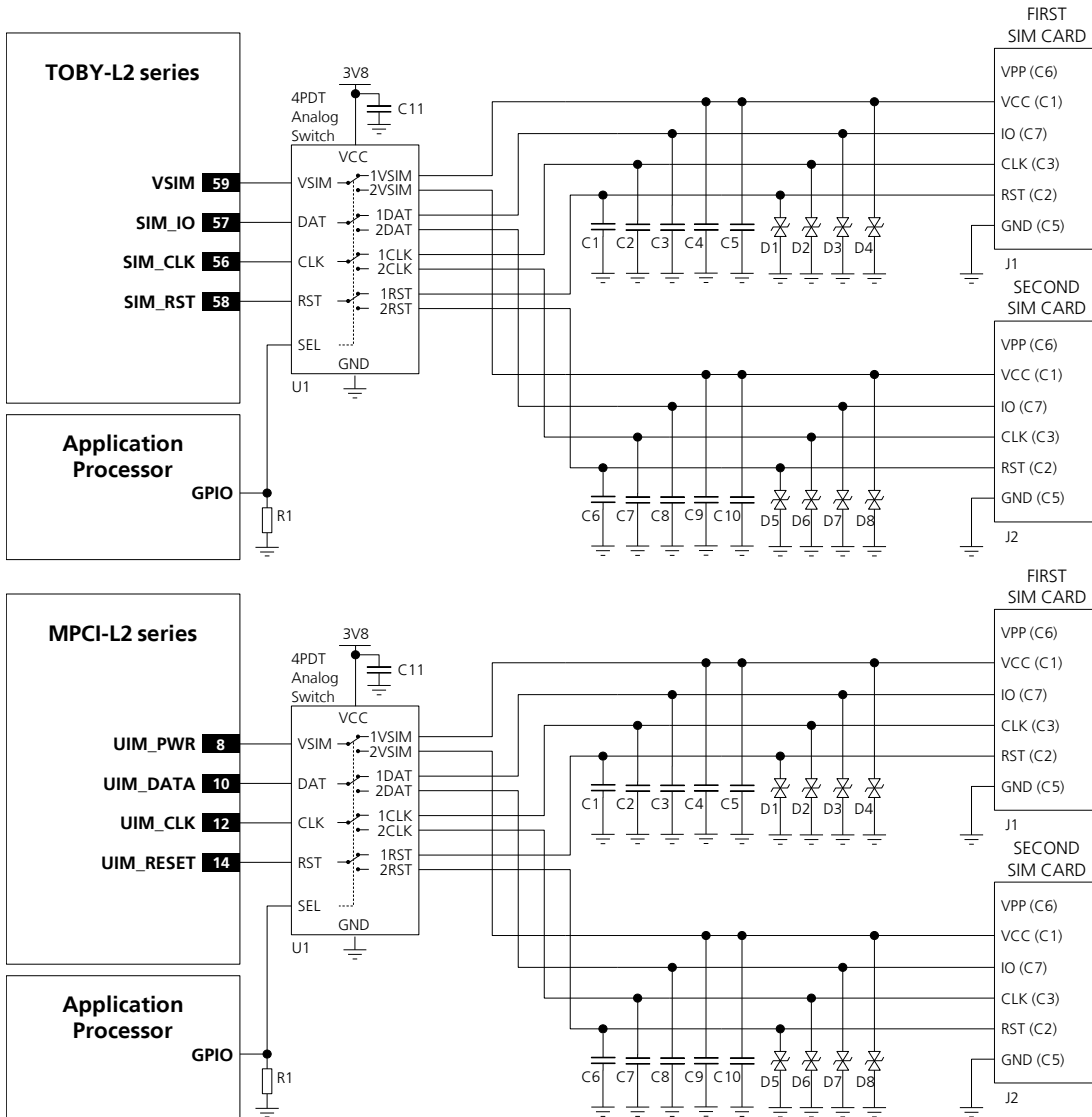 TOBY-L2 series
VSIM 59
SIM_IO 57
SIM_CLK 56
SIM_RST 58
Application
Processor
GPIO
R1
3V8
4PDT
Analog
Switch
C11
VCC
VSIM
1VSIM
2VSIM
DAT
1DAT
2DAT
CLK
1CLK
2CLK
RST
1RST
2RST
SEL
GND
U1
C1 C2 C3 C4 C5 D1 D2 D3 D4
FIRST
SIM CARD
VPP (C6)
VCC (C1)
IO (C7)
CLK (C3)
RST (C2)
GND (C5)
J1
C6 C7 C8 C9 C10 D5 D6 D7 D8
SECOND
SIM CARD
VPP (C6)
VCC (C1)
IO (C7)
CLK (C3)
RST (C2)
GND (C5)
J2
MPCI-L2 series
UIM_PWR 8
UIM_DATA 10
UIM_CLK 12
UIM_RESET 14
Application
Processor
GPIO
R1
3V8
4PDT
Analog
Switch
C11
VCC
VSIM
1VSIM
2VSIM
DAT
1DAT
2DAT
CLK
1CLK
2CLK
RST
1RST
2RST
SEL
GND
U1
C1 C2 C3 C4 C5 D1 D2 D3 D4
FIRST
SIM CARD
VPP (C6)
VCC (C1)
IO (C7)
CLK (C3)
RST (C2)
GND (C5)
J1
C6 C7 C8 C9 C10 D5 D6 D7 D8
SECOND
SIM CARD
VPP (C6)
VCC (C1)
IO (C7)
CLK (C3)
RST (C2)
GND (C5)
J2